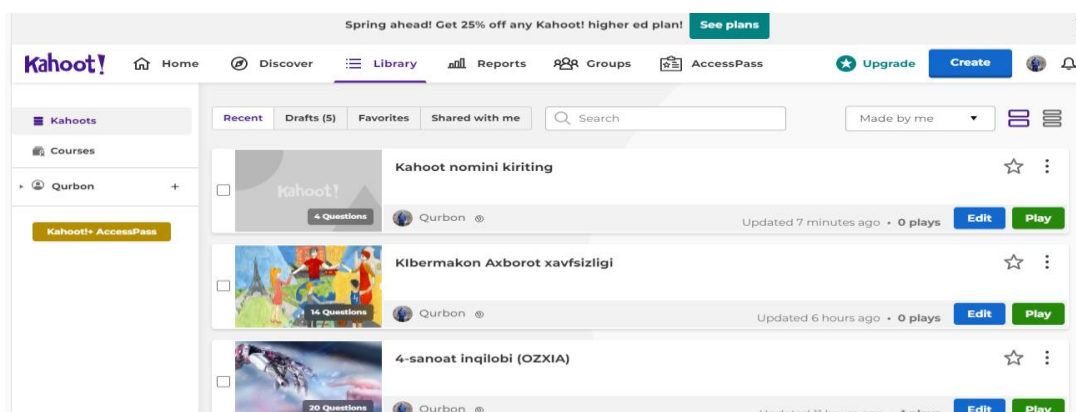 Spring ahead! Get 25% off any Kahoot! higher ed plan! See plans
Kahoot! Home Discover Library Reports Groups AccessPass Upgrade Create
Kahoots
Courses
Qurbon +
Kahoot!+ AccessPass
Recent Drafts (5) Favorites Shared with me Search Made by me
Kahoot nomini kiriting
Kahoot!
4 Questions
Qurbon
Updated 7 minutes ago • 0 plays Edit Play
KIbermakon Axborot xavfsizligi
14 Questions
Qurbon
Updated 6 hours ago • 0 plays Edit Play
4-sanoat inqilobi (OZXIA)
20 Questions
Qurbon
Edit Play